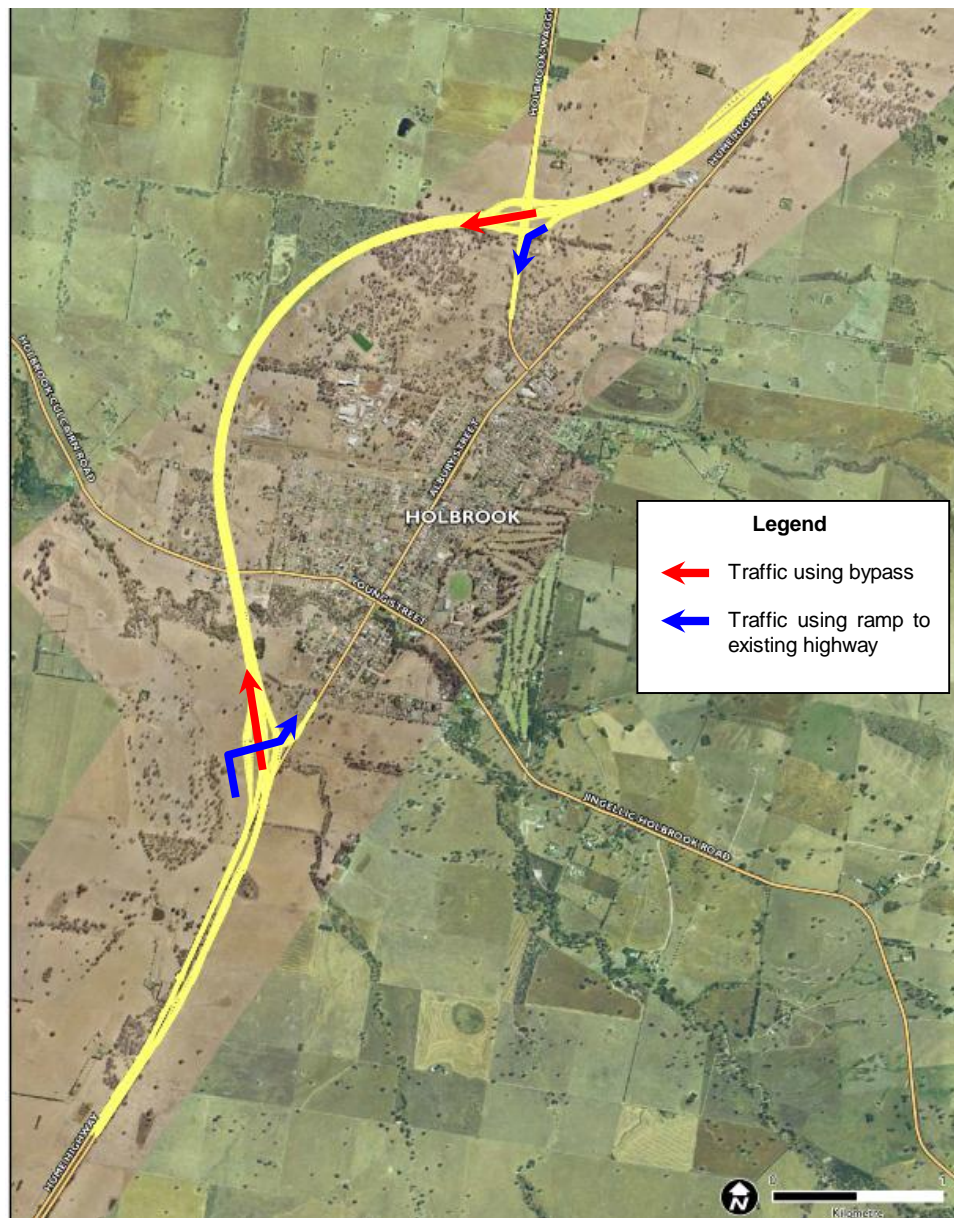 HOLBROOK-WAGGA
HUME HIGHWAY
HOLBROOK-CULCAIRN ROAD
ALBURY STREET
HOLBROOK
YOUNG STREET
Legend
Traffic using bypass
Traffic using ramp to
existing highway
JINGELLIC HOLBROOK ROAD
HUME HIGHWAY
N
0 1
Kilometre